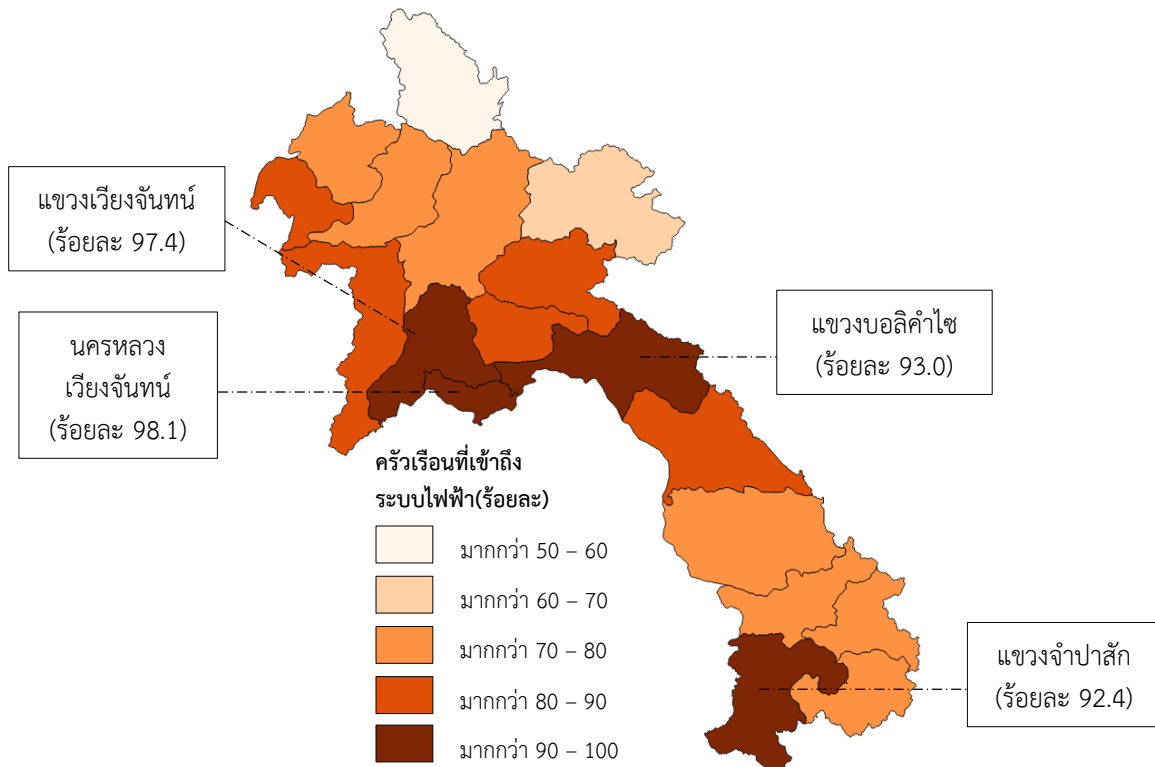 แขวงเวียงจันทน์
(ร้อยละ 97.4)
นครหลวง
เวียงจันทน์
(ร้อยละ 98.1)
แขวงบอลิคำไซ
(ร้อยละ 93.0)
แขวงจำปาสัก
(ร้อยละ 92.4)
ครัวเรือนที่เข้าถึง
ระบบไฟฟ้า(ร้อยละ)
มากกว่า 50 – 60
มากกว่า 60 – 70
มากกว่า 70 – 80
มากกว่า 80 – 90
มากกว่า 90 – 100